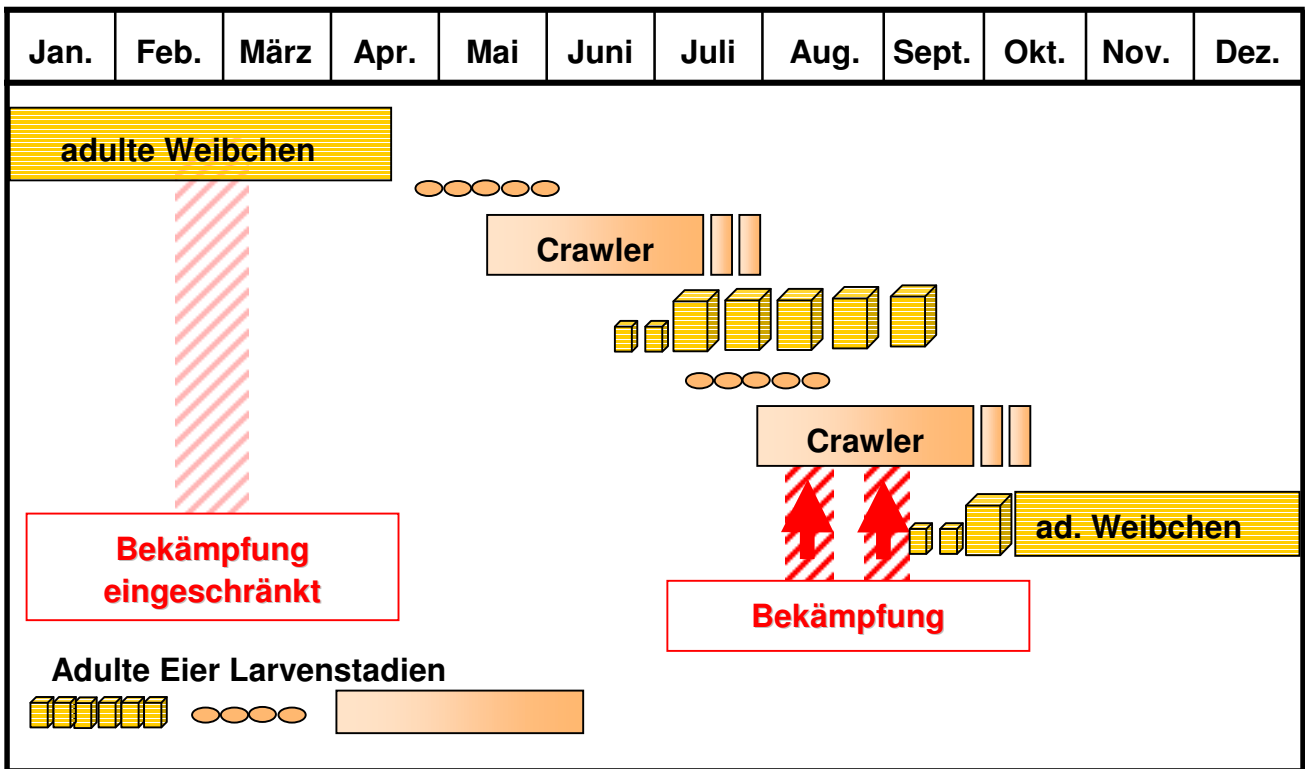 Jan. Feb. März Apr. Mai Juni Juli Aug. Sept. Okt. Nov. Dez.
adulte Weibchen
Crawler
Crawler
ad. Weibchen
Bekämpfung
eingeschränkt
Bekämpfung
Adulte Eier Larvenstadien